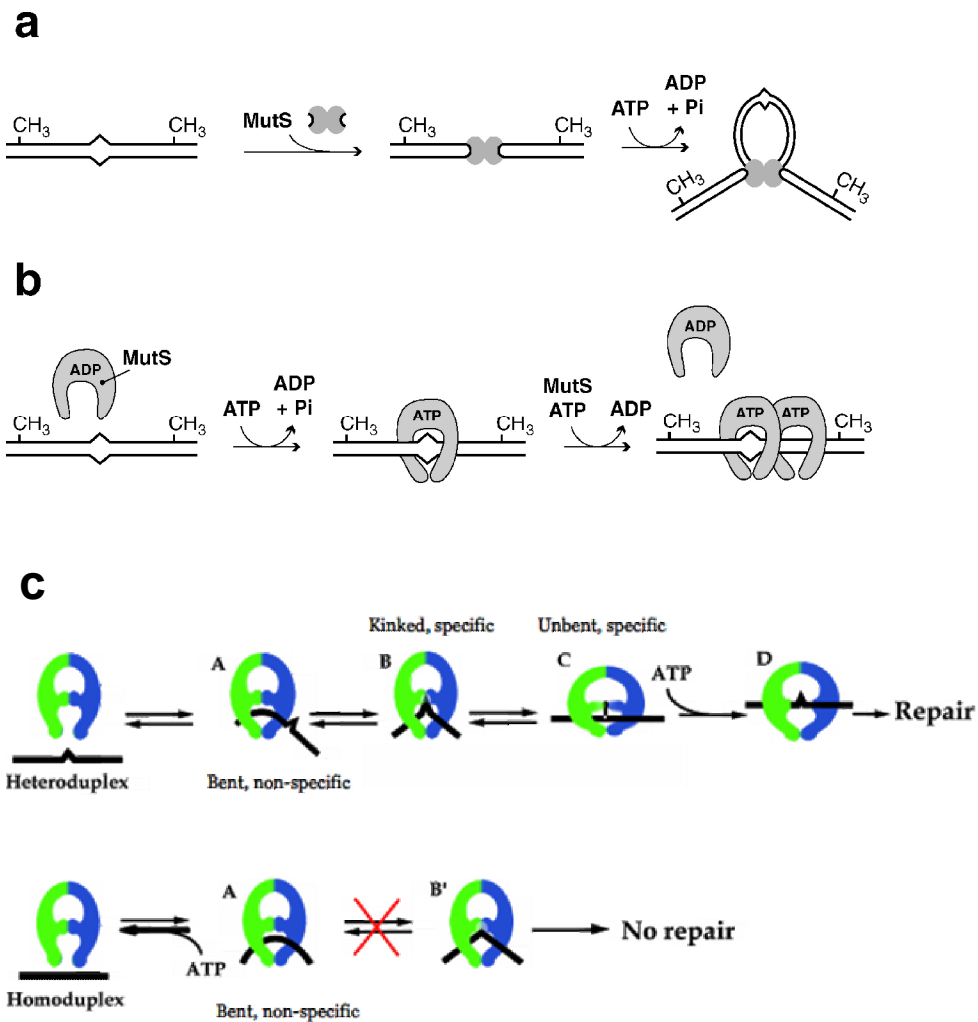 a
CH3 CH3 MutS CH3 CH3 ATP ADP + Pi CH3 CH3
b
ADP MutS CH3 CH3 ATP ADP + Pi CH3 ATP CH3 MutS ATP ADP ADP CH3 ATP ATP CH3
c
Kinked, specific Unbent, specific
A B C ATP D
Repair
Heteroduplex Bent, non-specific
A B'
ATP No repair
Homoduplex
Bent, non-specific